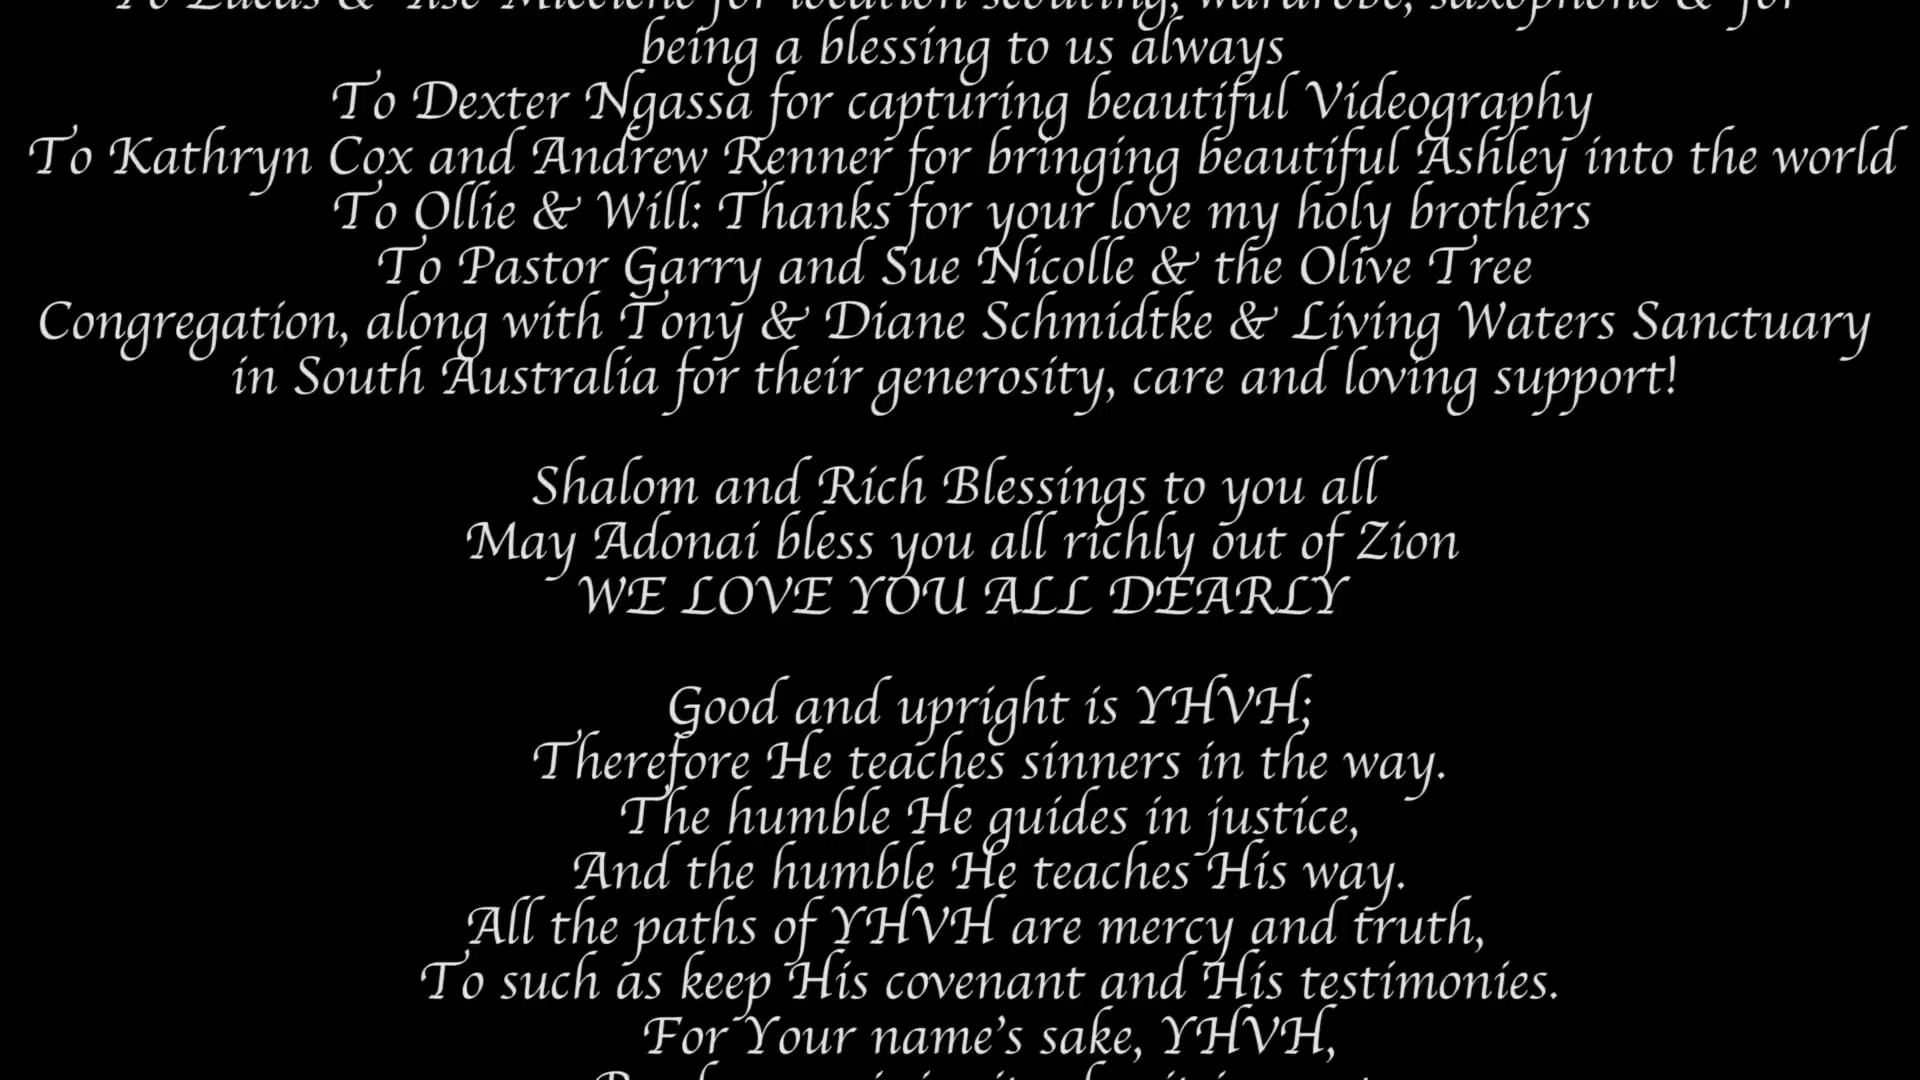 for location scouting, wardrobe, saxophone & for
being a blessing to us always
To Dexter Ngassa for capturing beautiful Videography
To Kathryn Cox and Andrew Renner for bringing beautiful Ashley into the world
To Ollie & Will: Thanks for your love my holy brothers
To Pastor Garry and Sue Nicolle & the Olive Tree
Congregation, along with Tony & Diane Schmidtke & Living Waters Sanctuary
in South Australia for their generosity, care and loving support!
Shalom and Rich Blessings to you all
May Adonai bless you all richly out of Zion
WE LOVE YOU ALL DEARLY
Good and upright is YHVH;
Therefore He teaches sinners in the way.
The humble He guides in justice,
And the humble He teaches His way.
All the paths of YHVH are mercy and truth,
To such as keep His covenant and His testimonies.
For Your name's sake, YHVH,